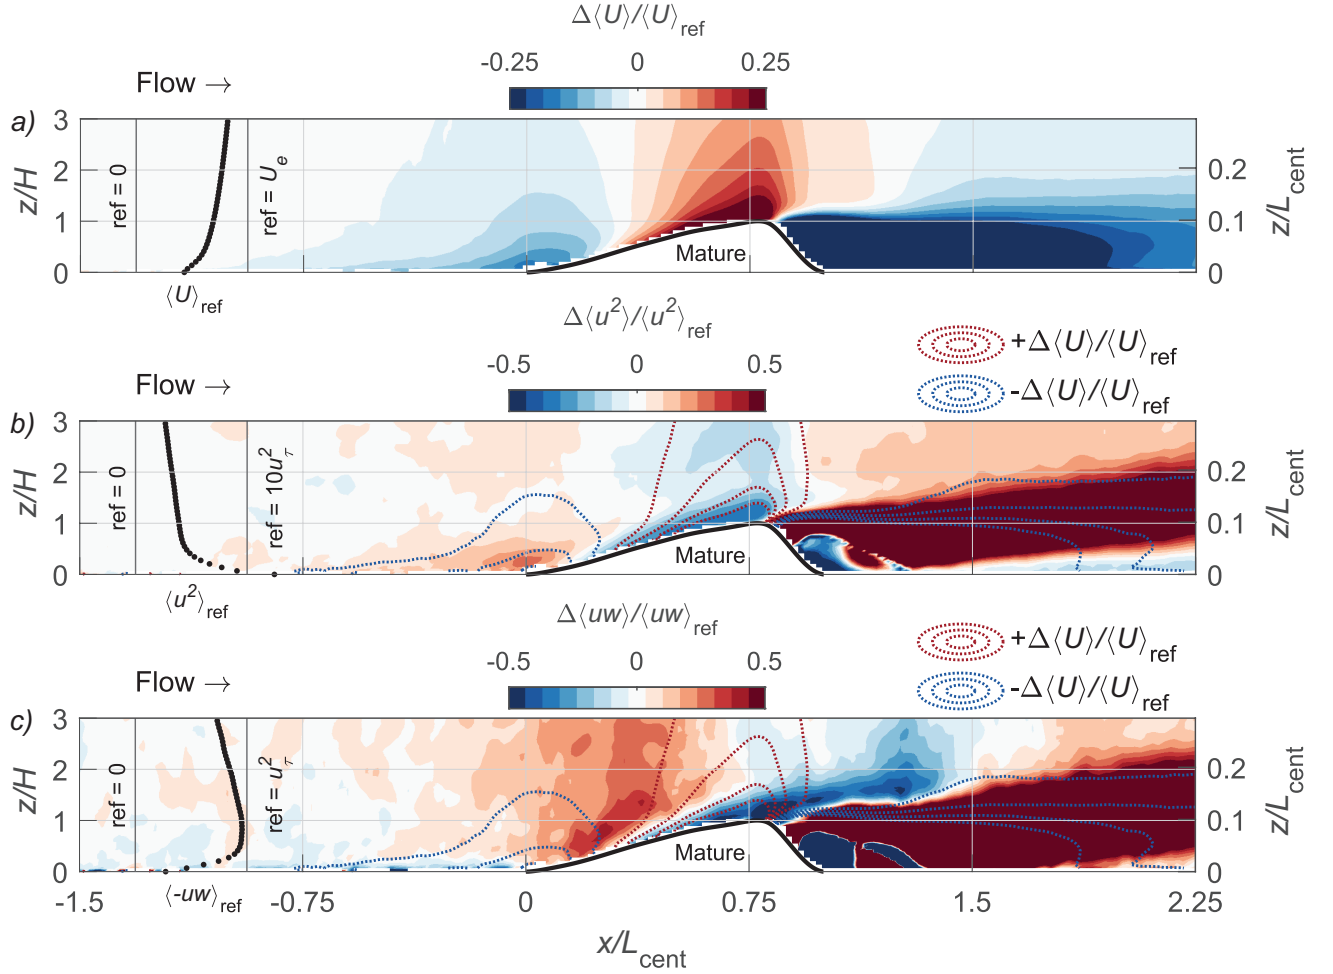 Δ⟨U⟩/⟨U⟩ref
-0.25 0 0.25
Flow →
a)
3
2
1
0
z/H
ref = 0
ref = Ue
⟨U⟩ref
Mature
0.2
0.1
0
z/Lcent
Δ⟨u²⟩/⟨u²⟩ref
-0.5 0 0.5
+Δ⟨U⟩/⟨U⟩ref
-Δ⟨U⟩/⟨U⟩ref
Flow →
b)
3
2
1
0
z/H
ref = 0
ref = 10uτ²
⟨u²⟩ref
Mature
0.2
0.1
0
z/Lcent
Δ⟨uw⟩/⟨uw⟩ref
-0.5 0 0.5
+Δ⟨U⟩/⟨U⟩ref
-Δ⟨U⟩/⟨U⟩ref
Flow →
c)
3
2
1
0
z/H
ref = 0
ref = uτ²
⟨-uw⟩ref
Mature
0.2
0.1
0
z/Lcent
-1.5 -0.75 0 0.75 1.5 2.25
x/Lcent